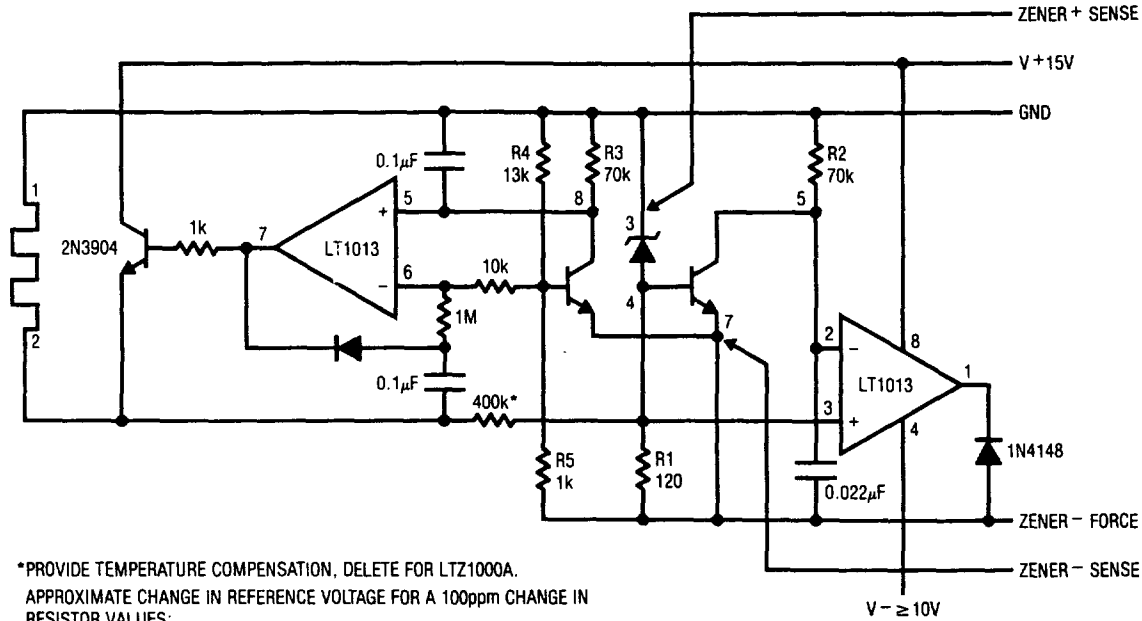 ZENER+ SENSE
V+15V
GND
0.1µF
R4
13k
R3
70k
R2
70k
1
2
2N3904
1k
7
LT1013
+
−
5
6
8
10k
1M
0.1µF
400k*
3
4
5
7
2
−
3
+
LT1013
8
4
1
1N4148
R5
1k
R1
120
0.022µF
ZENER− FORCE
ZENER− SENSE
V− ≥ 10V
*PROVIDE TEMPERATURE COMPENSATION, DELETE FOR LTZ1000A.
APPROXIMATE CHANGE IN REFERENCE VOLTAGE FOR A 100ppm CHANGE IN
RESISTOR VALUES: